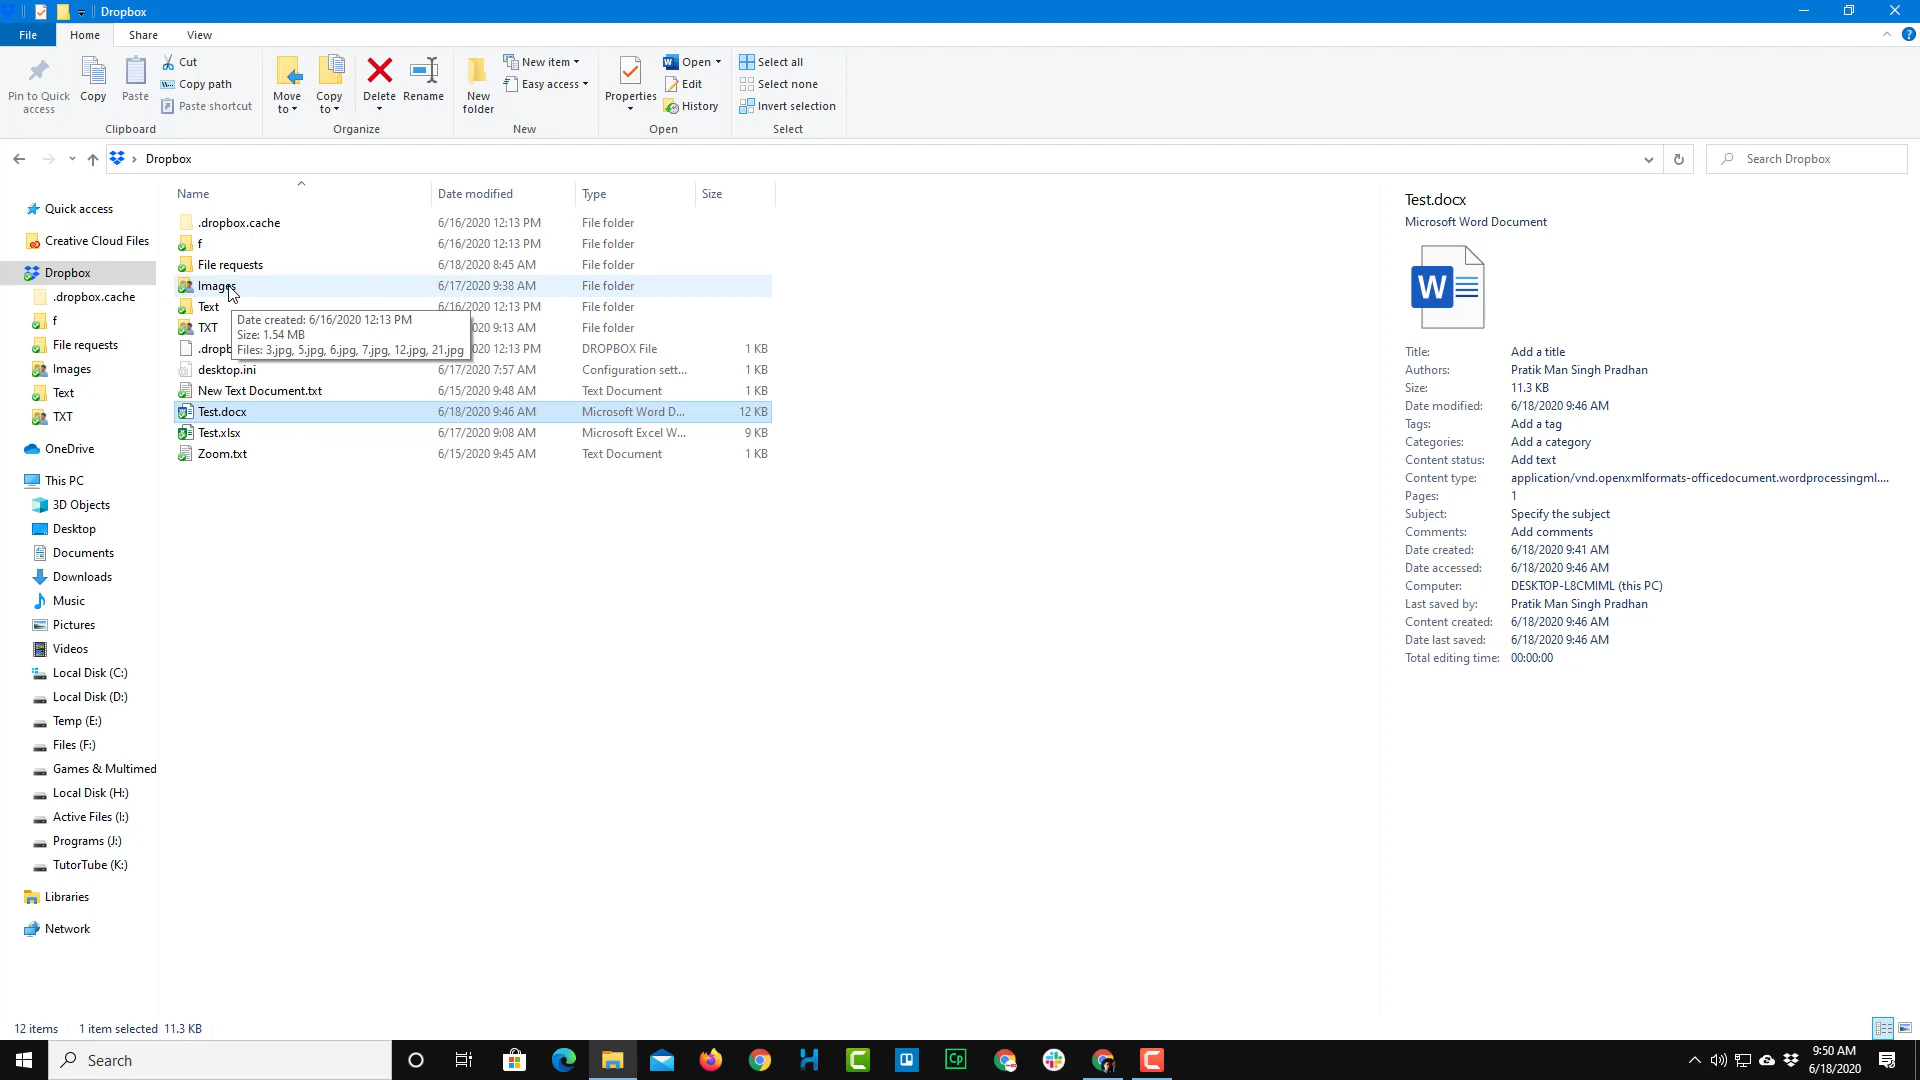 Dropbox
File Home Share View
Pin to Quick access
Copy
Paste
Cut
Copy path
Paste shortcut
Clipboard
Move to
Copy to
Delete
Rename
Organize
New folder
New item
Easy access
New
Properties
Open
Edit
History
Open
Select all
Select none
Invert selection
Select
Dropbox
Search Dropbox
Quick access
Creative Cloud Files
Dropbox
.dropbox.cache
f
File requests
Images
Text
TXT
OneDrive
This PC
3D Objects
Desktop
Documents
Downloads
Music
Pictures
Videos
Local Disk (C:)
Local Disk (D:)
Temp (E:)
Files (F:)
Games & Multimed
Local Disk (H:)
Active Files (I:)
Programs (J:)
TutorTube (K:)
Libraries
Network
Name Date modified Type Size
.dropbox.cache 6/16/2020 12:13 PM File folder
f 6/16/2020 12:13 PM File folder
File requests 6/18/2020 8:45 AM File folder
Images 6/17/2020 9:38 AM File folder
Text 6/16/2020 12:13 PM File folder
TXT 9:13 AM File folder
.dropb 12:13 PM DROPBOX File 1 KB
desktop.ini 6/17/2020 7:57 AM Configuration sett... 1 KB
New Text Document.txt 6/15/2020 9:48 AM Text Document 1 KB
Test.docx 6/18/2020 9:46 AM Microsoft Word D... 12 KB
Test.xlsx 6/17/2020 9:08 AM Microsoft Excel W... 9 KB
Zoom.txt 6/15/2020 9:45 AM Text Document 1 KB
Date created: 6/16/2020 12:13 PM
Size: 1.54 MB
Files: 3.jpg, 5.jpg, 6.jpg, 7.jpg, 12.jpg, 21.jpg
Test.docx
Microsoft Word Document
W
Title: Add a title
Authors: Pratik Man Singh Pradhan
Size: 11.3 KB
Date modified: 6/18/2020 9:46 AM
Tags: Add a tag
Categories: Add a category
Content status: Add text
Content type: application/vnd.openxmlformats-officedocument.wordprocessingml....
Pages: 1
Subject: Specify the subject
Comments: Add comments
Date created: 6/18/2020 9:41 AM
Date accessed: 6/18/2020 9:46 AM
Computer: DESKTOP-L8CMIML (this PC)
Last saved by: Pratik Man Singh Pradhan
Content created: 6/18/2020 9:46 AM
Date last saved: 6/18/2020 9:46 AM
Total editing time: 00:00:00
12 items 1 item selected 11.3 KB
Search
Cp
9:50 AM
6/18/2020